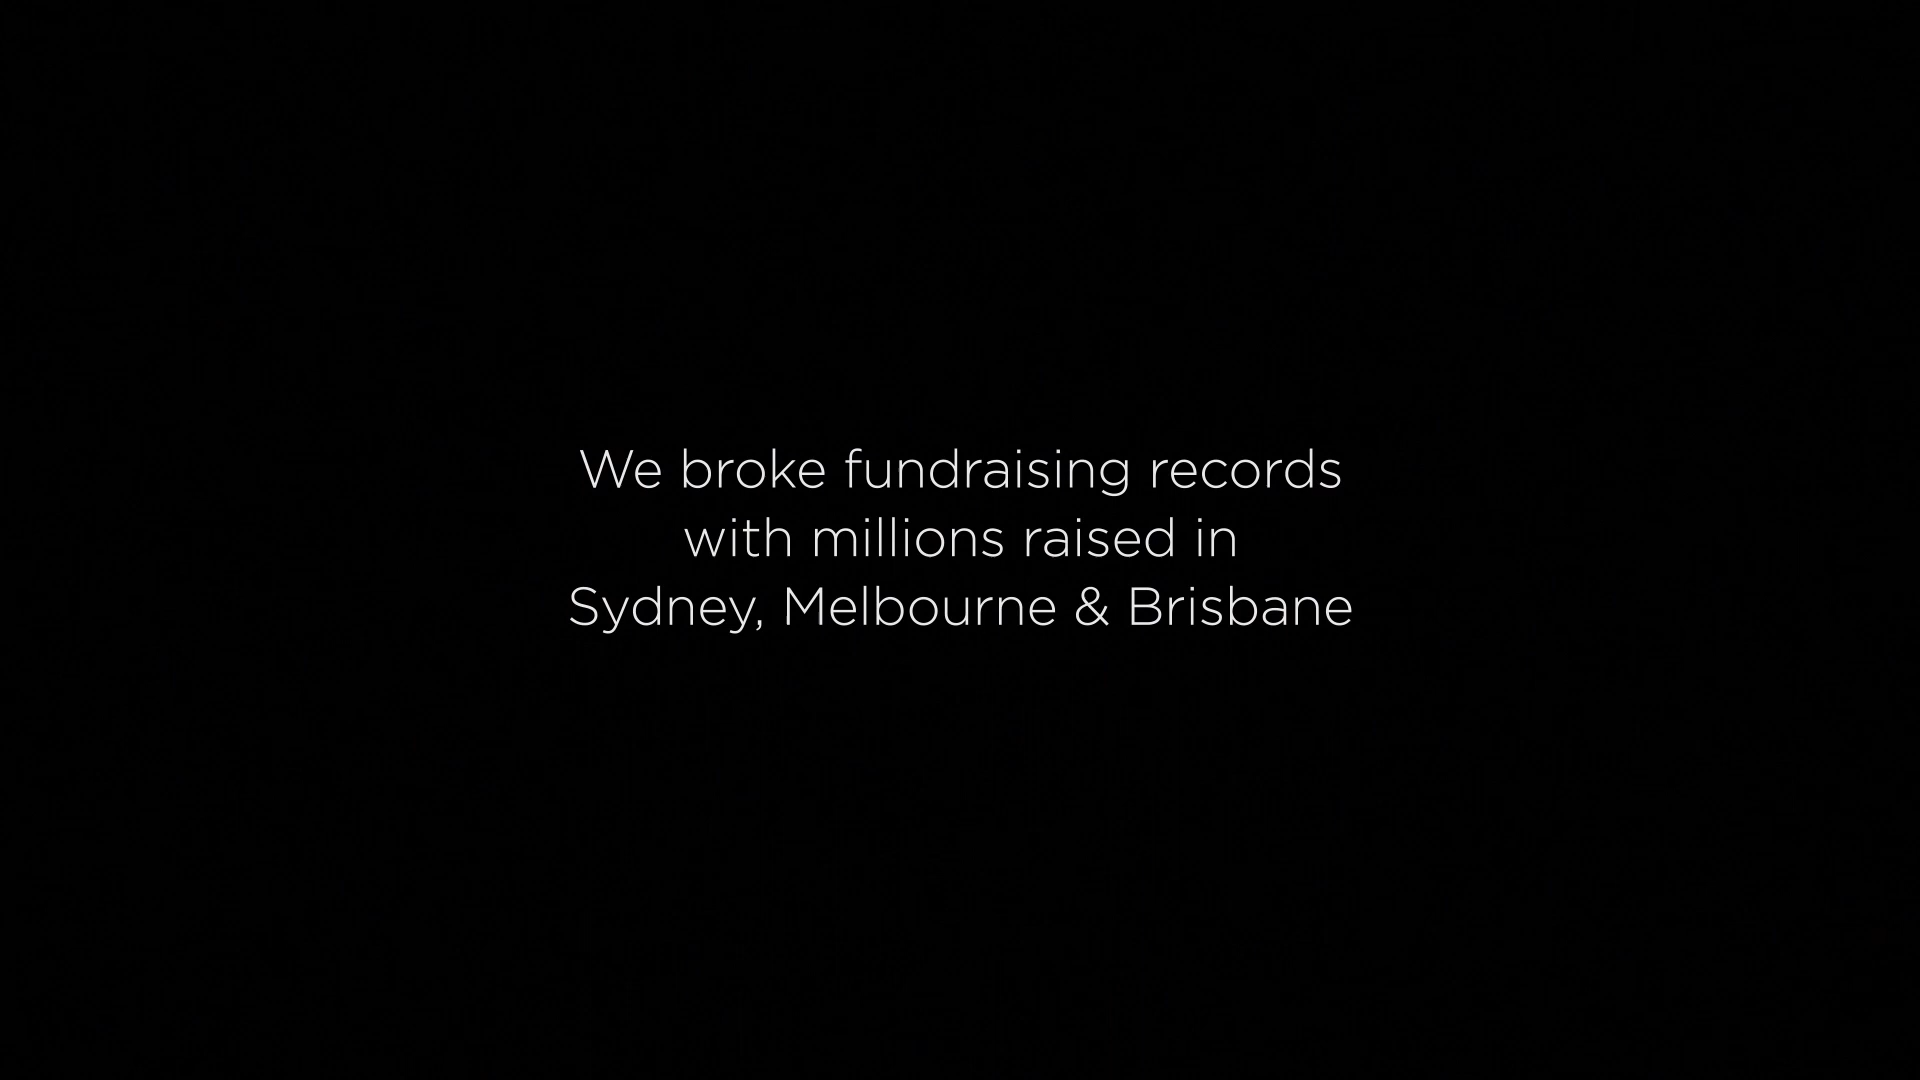 We broke fundraising records
with millions raised in
Sydney, Melbourne & Brisbane